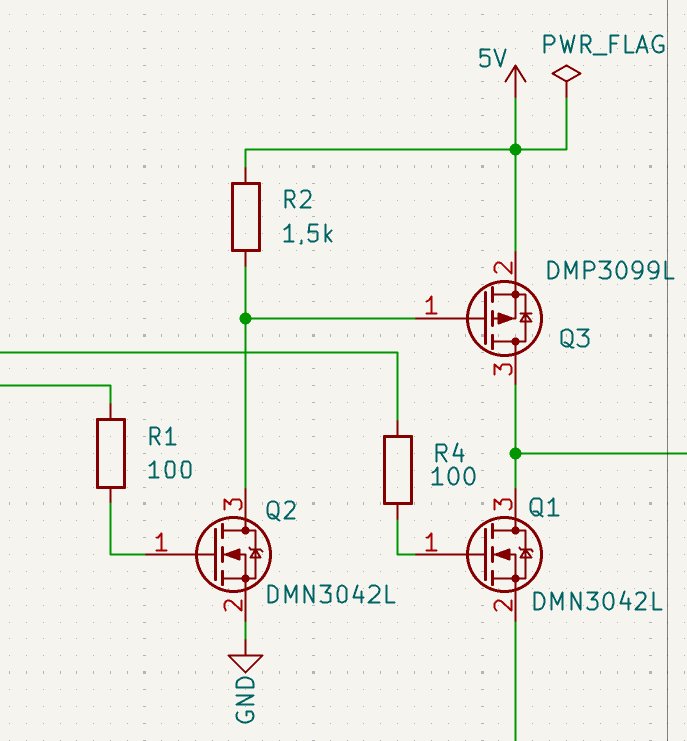 PWR_FLAG
5V
R2
1,5k
2
DMP3099L
1
Q3
3
R1
100
R4
100
3
Q2
3
Q1
1
1
2
DMN3042L
2
DMN3042L
GND